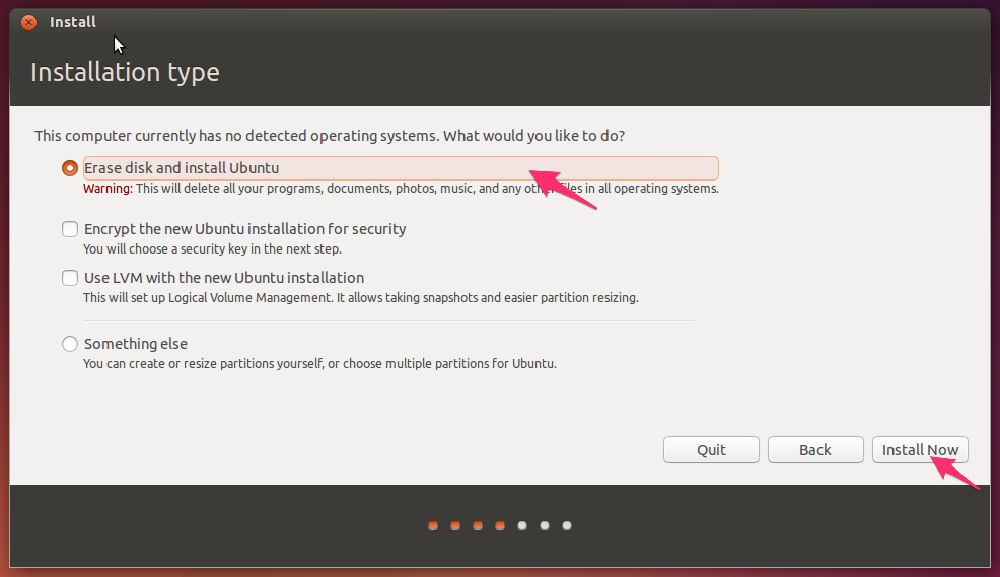 Install
Installation type
This computer currently has no detected operating systems. What would you like to do?
Erase disk and install Ubuntu
Warning: This will delete all your programs, documents, photos, music, and any other files in all operating systems.
Encrypt the new Ubuntu installation for security
You will choose a security key in the next step.
Use LVM with the new Ubuntu installation
This will set up Logical Volume Management. It allows taking snapshots and easier partition resizing.
Something else
You can create or resize partitions yourself, or choose multiple partitions for Ubuntu.
Quit
Back
Install Now